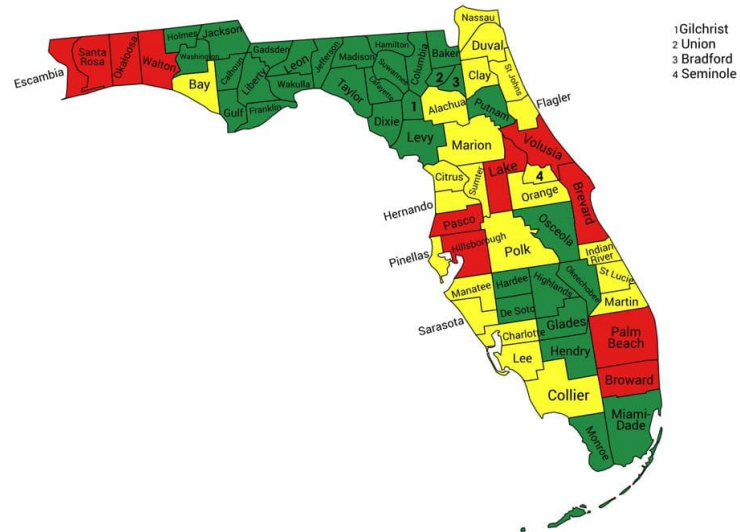 Nassau
Holmes
Jackson
Gadsden
Hamilton
Baker
Duval
1Gilchrist
2 Union
3 Bradford
4 Seminole
Santa
Rosa
Okaloosa
Walton
Washington
Calhoun
Liberty
Leon
Jefferson
Madison
Suwannee
Columbia
Escambia
Bay
Wakulla
Taylor
Lafayette
2
3
Clay
St Johns
Gulf
Franklin
1
Alachua
Putnam
Flagler
Dixie
Levy
Marion
Volusia
Citrus
Sumter
Lake
4
Orange
Brevard
Hernando
Pasco
Osceola
Hillsborough
Polk
Pinellas
Indian
River
Manatee
Hardee
Highlands
Okeechobee
St Lucie
Martin
De Soto
Sarasota
Charlotte
Glades
Palm
Beach
Lee
Hendry
Broward
Collier
Miami-
Dade
Monroe